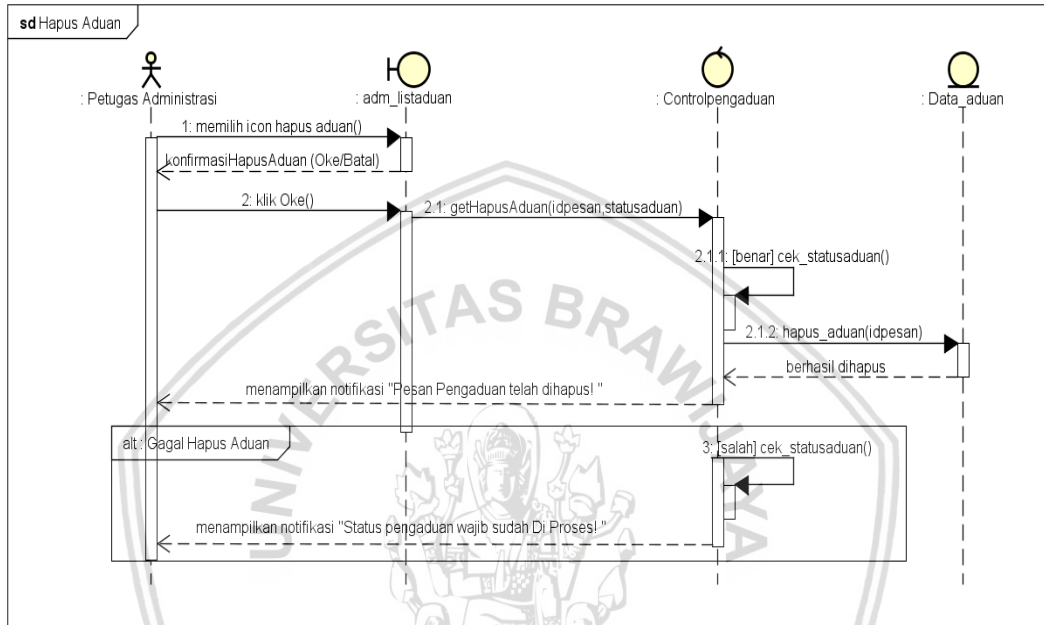 sd Hapus Aduan
: Petugas Administrasi
: adm_listaduan
: Controlpengaduan
: Data_aduan
1: memilih icon hapus aduan()
konfirmasiHapusAduan (Oke/Batal)
2: klik Oke()
2.1: getHapusAduan(idpesan,statusaduan)
2.1.1: [benar] cek_statusaduan()
2.1.2: hapus_aduan(idpesan)
berhasil dihapus
menampilkan notifikasi "Pesan Pengaduan telah dihapus! "
alt : Gagal Hapus Aduan
3: [salah] cek_statusaduan()
menampilkan notifikasi "Status pengaduan wajib sudah Di Proses! "
UNIVERSITAS BRAWIJAYA